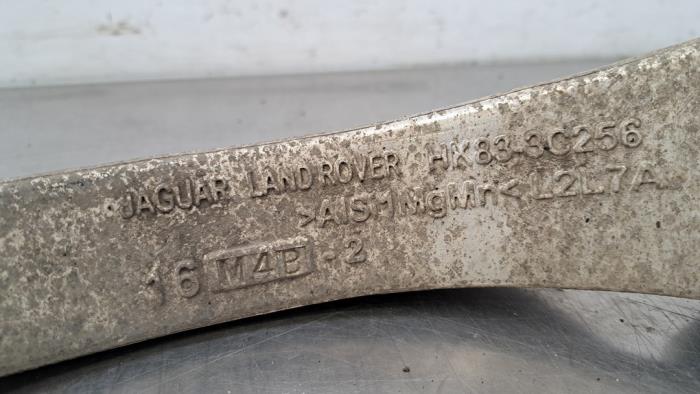 JAGUAR LAND ROVER HK83-3C256
>AlSi1MgMn< L2L7A
16 M4B -2